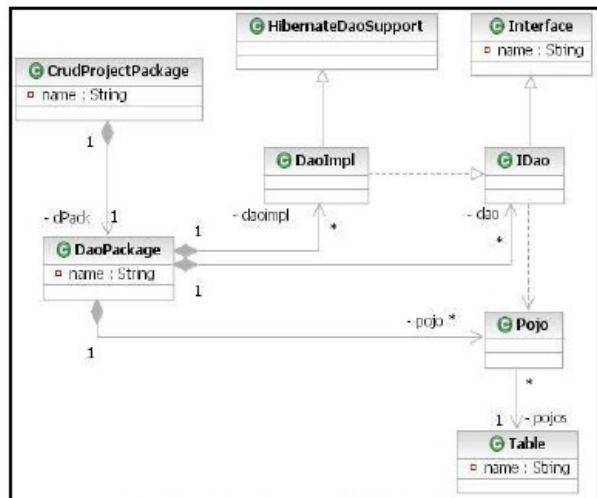 HibernateDaoSupport
Interface
name : String
CrudProjectPackage
name : String
1
DaoImpl
IDao
- dPack 1
- daoimpl
*
- dao
*
DaoPackage
name : String
1
1
1
- pojo *
Pojo
*
1 - pojos
Table
name : String